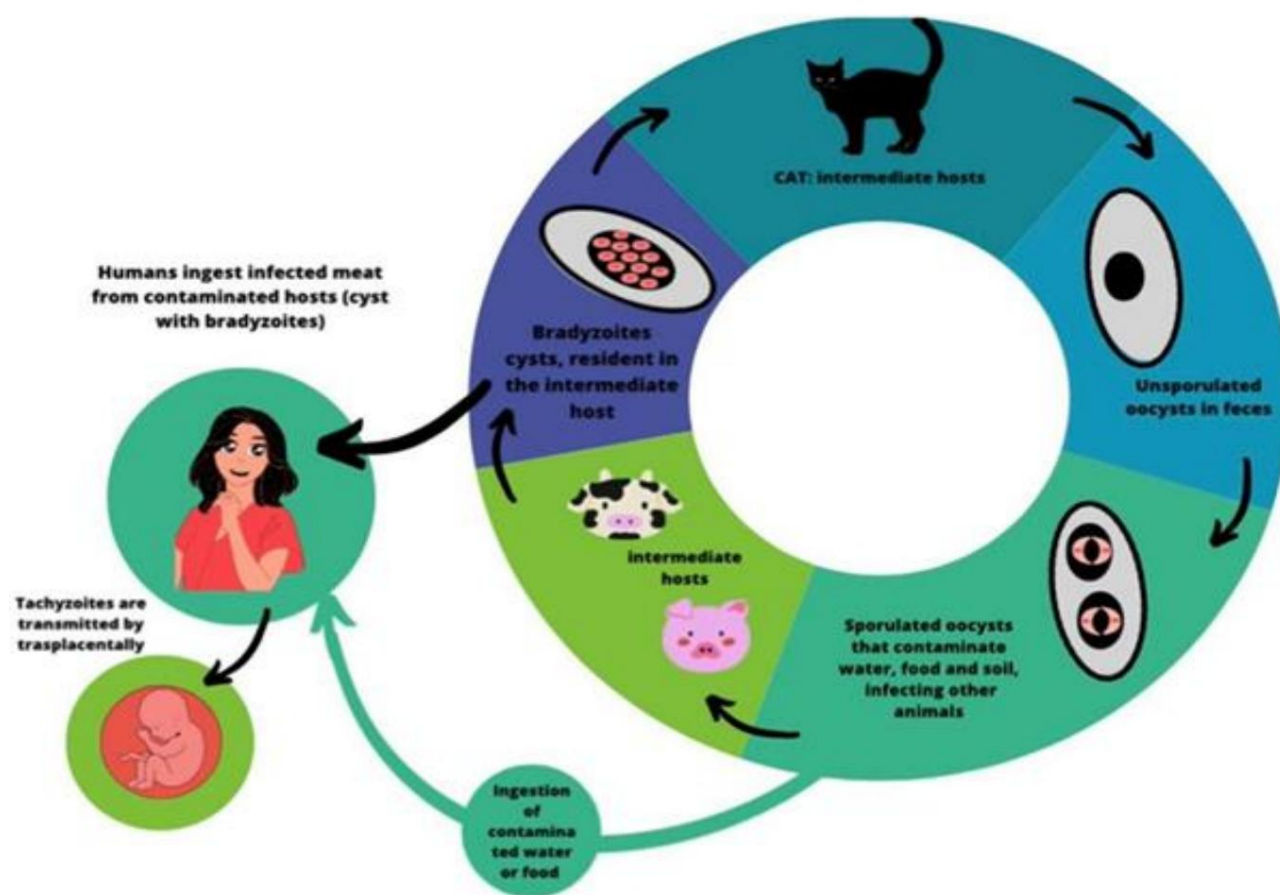 CAT: intermediate hosts
Unsporulated
oocysts in feces
Sporulated oocysts
that contaminate
water, food and soil,
infecting other
animals
intermediate
hosts
Bradyzoites
cysts, resident in
the intermediate
host
Humans ingest infected meat
from contaminated hosts (cyst
with bradyzoites)
Tachyzoites are
transmitted by
trasplacentally
Ingestion
of
contamina
ted water
or food